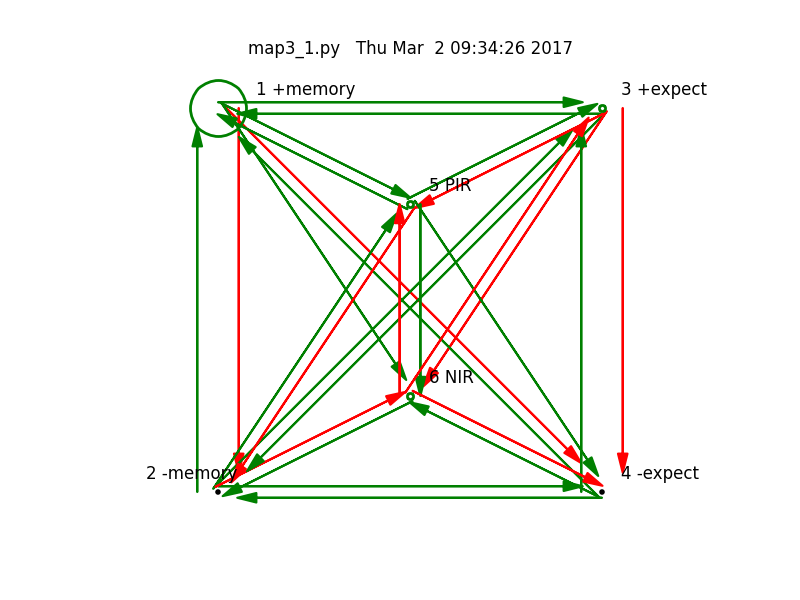 map3_1.py   Thu Mar  2 09:34:26 2017
1 +memory
3 +expect
5 PIR
6 NIR
2 -memory
4 -expect